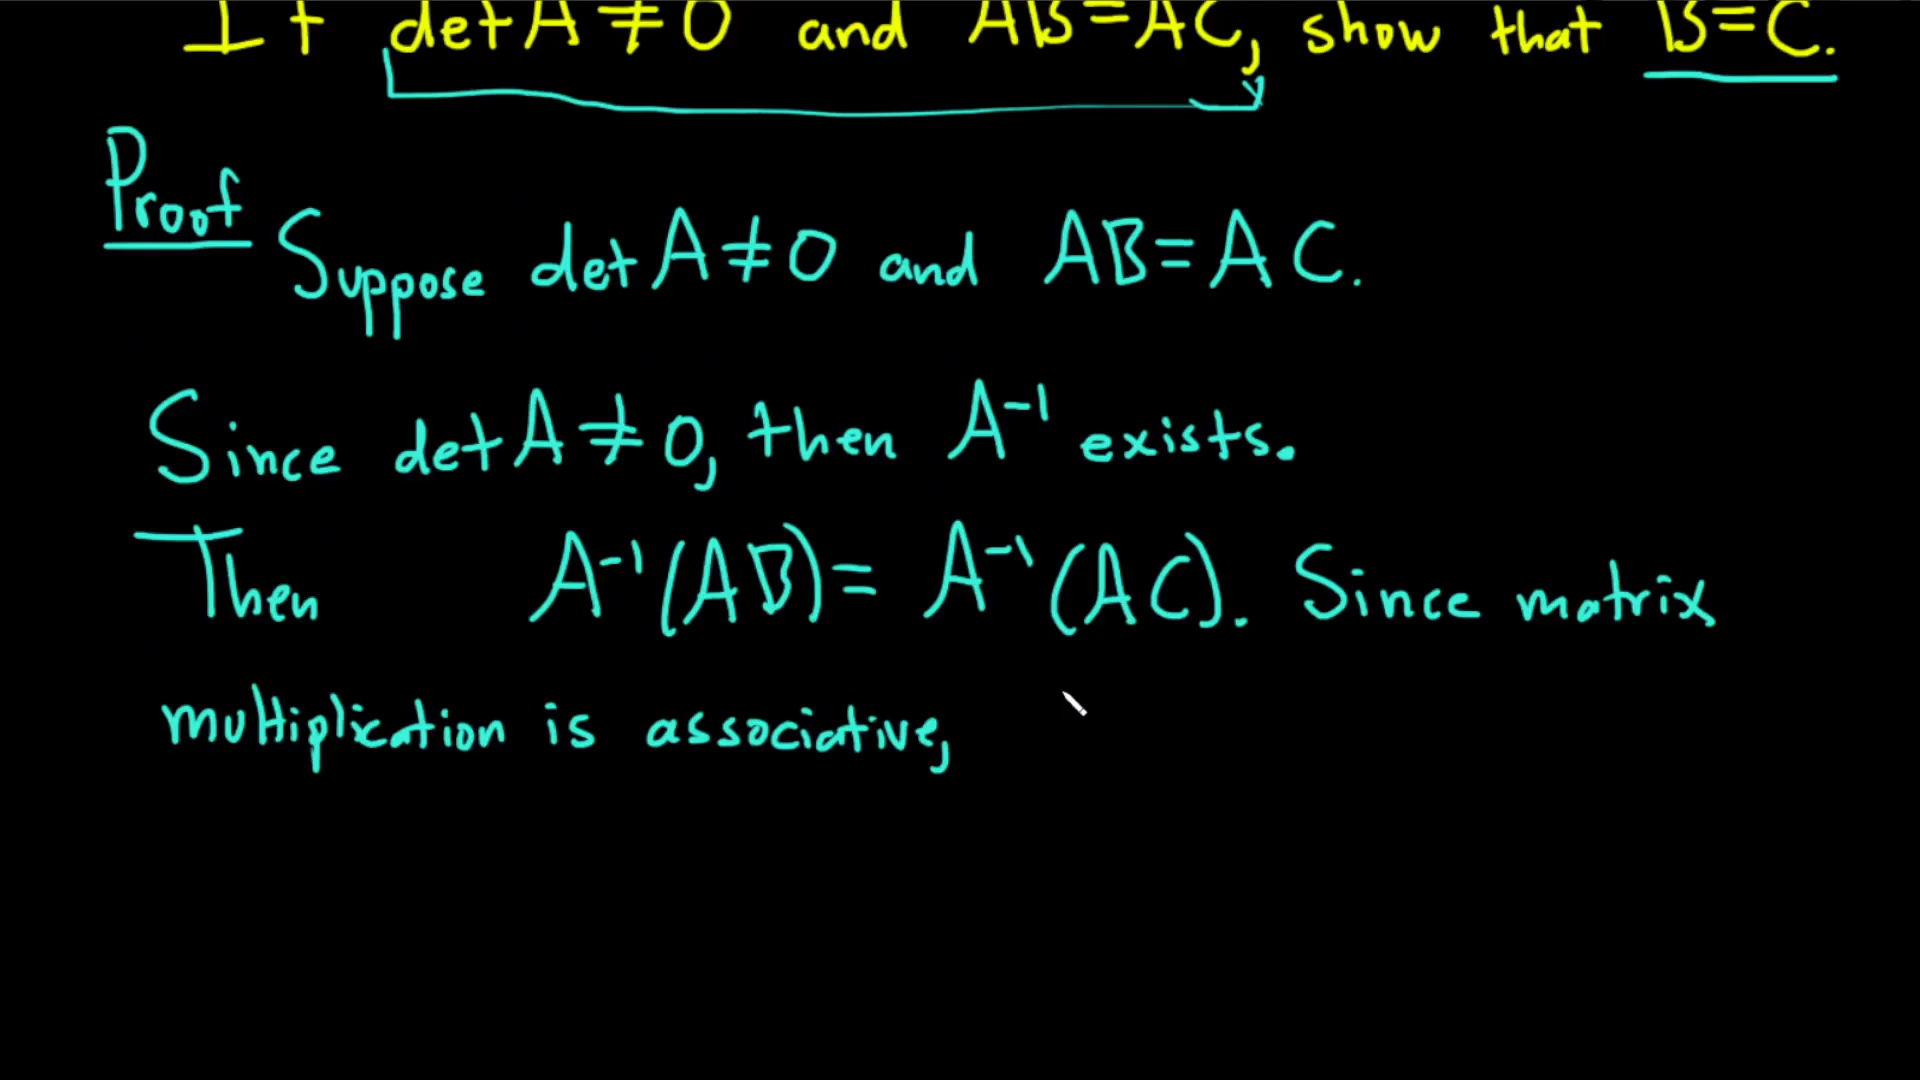 If det A ≠ 0 and AB = AC, show that B = C.
Proof
Suppose det A ≠ 0 and AB = AC.
Since det A ≠ 0, then A⁻¹ exists.
Then A⁻¹(AB) = A⁻¹(AC). Since matrix
multiplication is associative,